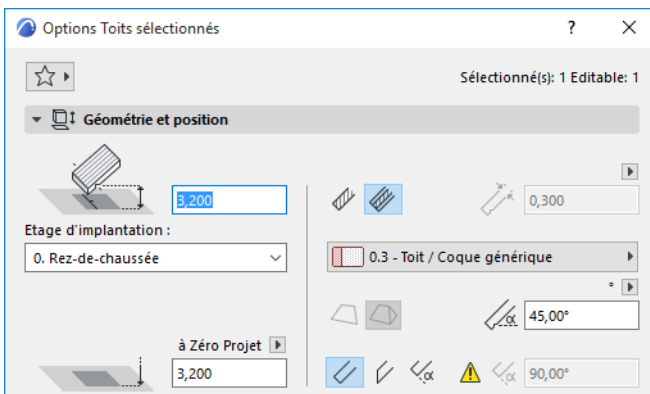 Options Toits sélectionnés
?
Sélectionné(s): 1 Editable: 1
Géométrie et position
3,200
0,300
Etage d'implantation :
0. Rez-de-chaussée
0.3 - Toit / Coque générique
°
α 45,00°
à Zéro Projet
3,200
α
α 90,00°